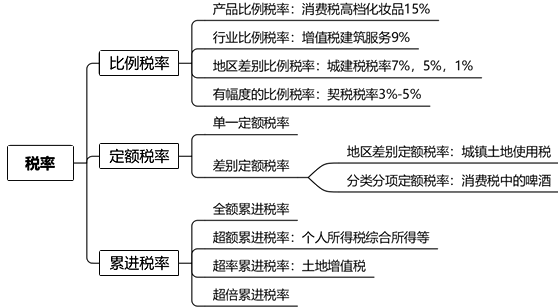 税率
比例税率
产品比例税率：消费税高档化妆品15%
行业比例税率：增值税建筑服务9%
地区差别比例税率：城建税税率7%，5%，1%
有幅度的比例税率：契税税率3%-5%
定额税率
单一定额税率
差别定额税率
地区差别定额税率：城镇土地使用税
分类分项定额税率：消费税中的啤酒
累进税率
全额累进税率
超额累进税率：个人所得税综合所得等
超率累进税率：土地增值税
超倍累进税率